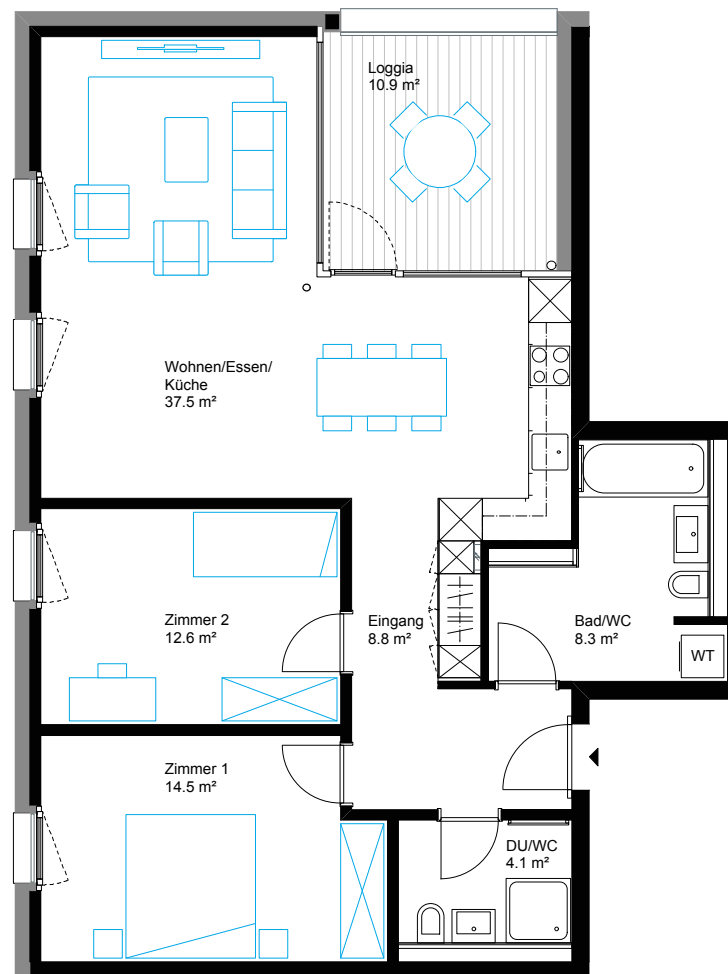 Loggia
10.9 m²
Wohnen/Essen/
Küche
37.5 m²
Zimmer 2
12.6 m²
Eingang
8.8 m²
Bad/WC
8.3 m²
WT
Zimmer 1
14.5 m²
DU/WC
4.1 m²